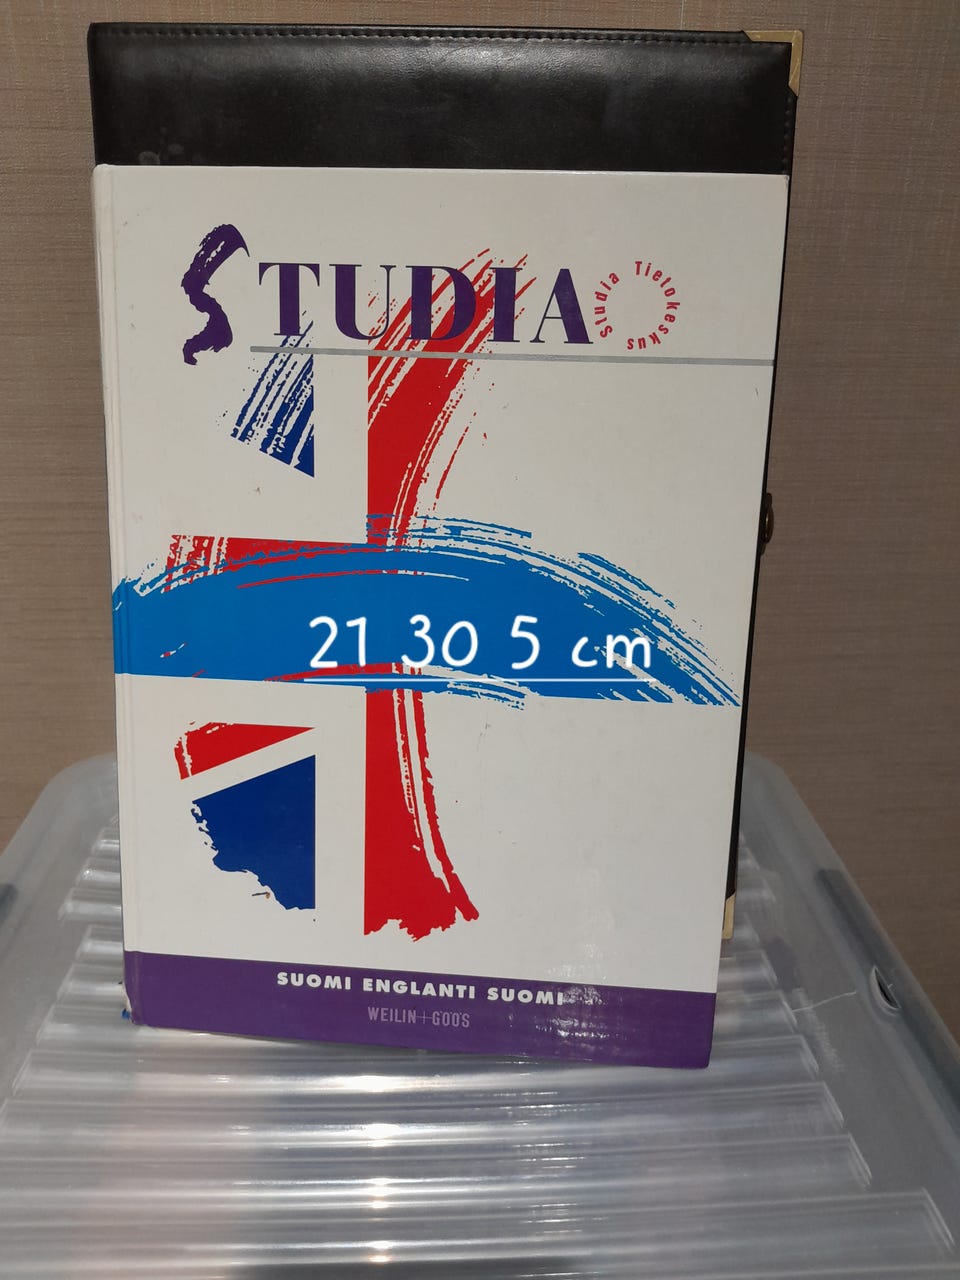 STUDIA
Studia Tietokeskus
21 30 5 cm
SUOMI ENGLANTI SUOMI
WEILIN+GÖÖS